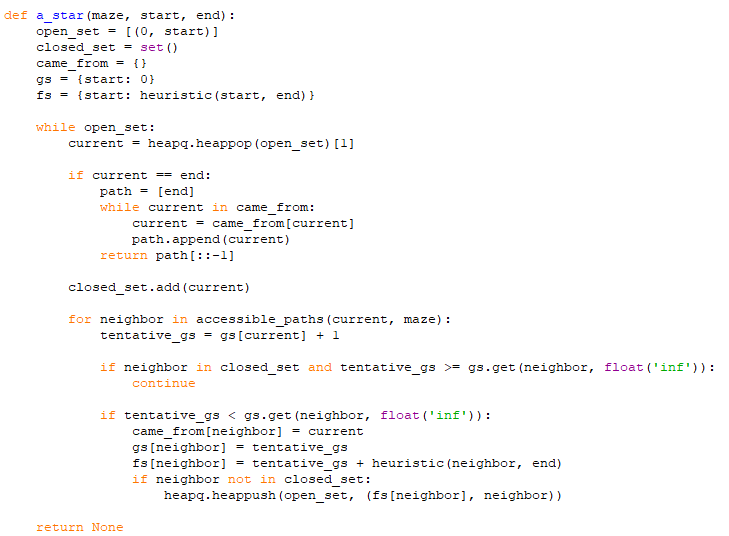 def a_star(maze, start, end):
    open_set = [(0, start)]
    closed_set = set()
    came_from = {}
    gs = {start: 0}
    fs = {start: heuristic(start, end)}

    while open_set:
        current = heapq.heappop(open_set)[1]

        if current == end:
            path = [end]
            while current in came_from:
                current = came_from[current]
                path.append(current)
            return path[::-1]

        closed_set.add(current)

        for neighbor in accessible_paths(current, maze):
            tentative_gs = gs[current] + 1

            if neighbor in closed_set and tentative_gs >= gs.get(neighbor, float('inf')):
                continue

            if tentative_gs < gs.get(neighbor, float('inf')):
                came_from[neighbor] = current
                gs[neighbor] = tentative_gs
                fs[neighbor] = tentative_gs + heuristic(neighbor, end)
                if neighbor not in closed_set:
                    heapq.heappush(open_set, (fs[neighbor], neighbor))

    return None